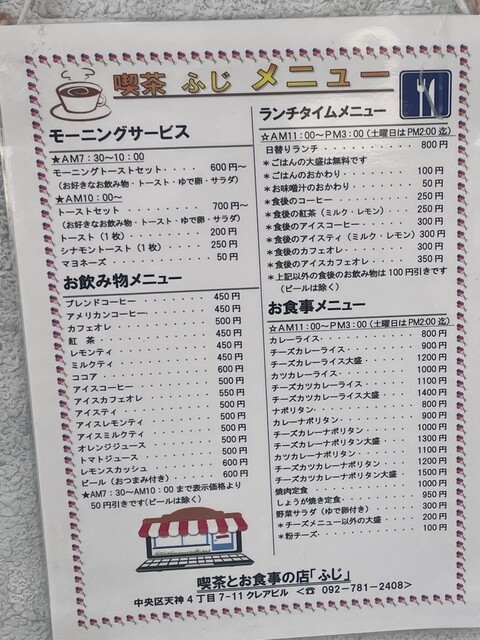 喫茶 ふじ メニュー
モーニングサービス
★AM7：30～10：00
モーニングトーストセット・・・・600円～
(お好きなお飲み物・トースト・ゆで卵・サラダ)
★AM10：00～
トーストセット・・・・・・・・700円～
(お好きなお飲み物・トースト・ゆで卵・サラダ)
トースト(1枚)・・・・・・・200円
シナモントースト(1枚)・・・・250円
マヨネーズ・・・・・・・・・50円
お飲み物メニュー
ブレンドコーヒー・・・・・・450円
アメリカンコーヒー・・・・・450円
カフェオレ・・・・・・・・500円
紅　茶・・・・・・・・・450円
レモンティ・・・・・・・・450円
ミルクティ・・・・・・・・450円
ココア・・・・・・・・・600円
アイスコーヒー・・・・・・500円
アイスカフェオレ・・・・・550円
アイスティ・・・・・・・・500円
アイスレモンティ・・・・・500円
アイスミルクティ・・・・・500円
オレンジジュース・・・・・500円
トマトジュース・・・・・・500円
レモンスカッシュ・・・・・600円
ビール(おつまみ付き)・・・・600円
★AM7：30～AM10：00まで表示価格より
50円引きです(ビールは除く)
ランチタイムメニュー
☆AM11：00～PM3：00(土曜日はPM2:00迄)
日替りランチ・・・・・・・・・800円
＊ごはんの大盛は無料です
＊ごはんのおかわり・・・・・・100円
＊お味噌汁のおかわり・・・・・50円
＊食後のコーヒー・・・・・・・250円
＊食後の紅茶(ミルク・レモン)・・・・250円
＊食後のアイスコーヒー・・・・・300円
＊食後のアイスティ(ミルク・レモン)300円
＊食後のカフェオレ・・・・・・300円
＊食後のアイスカフェオレ・・・・350円
＊上記以外の食後のお飲み物は100円引きです
(ビールは除く)
お食事メニュー
☆AM11：00～PM3：00(土曜日はPM2:00迄)
カレーライス・・・・・・・・・800円
チーズカレーライス・・・・・・900円
チーズカレーライス大盛・・・・1200円
カツカレーライス・・・・・・・1000円
チーズカツカレーライス・・・・1100円
チーズカツカレーライス大盛・・・1400円
ナポリタン・・・・・・・・・・800円
カレーナポリタン・・・・・・・900円
チーズカレーナポリタン・・・・1000円
チーズカレーナポリタン大盛・・・1300円
カツカレーナポリタン・・・・・1100円
チーズカツカレーナポリタン・・・1200円
チーズカツカレーナポリタン大盛・1500円
焼肉定食・・・・・・・・・・1000円
しょうが焼き定食・・・・・・・950円
野菜サラダ(ゆで卵付き)・・・・300円
＊チーズメニュー以外の大盛・・・200円
＊粉チーズ・・・・・・・・・100円
喫茶とお食事の店「ふじ」
中央区天神4丁目7-11クレアビル　<☎ 092-781-2408>